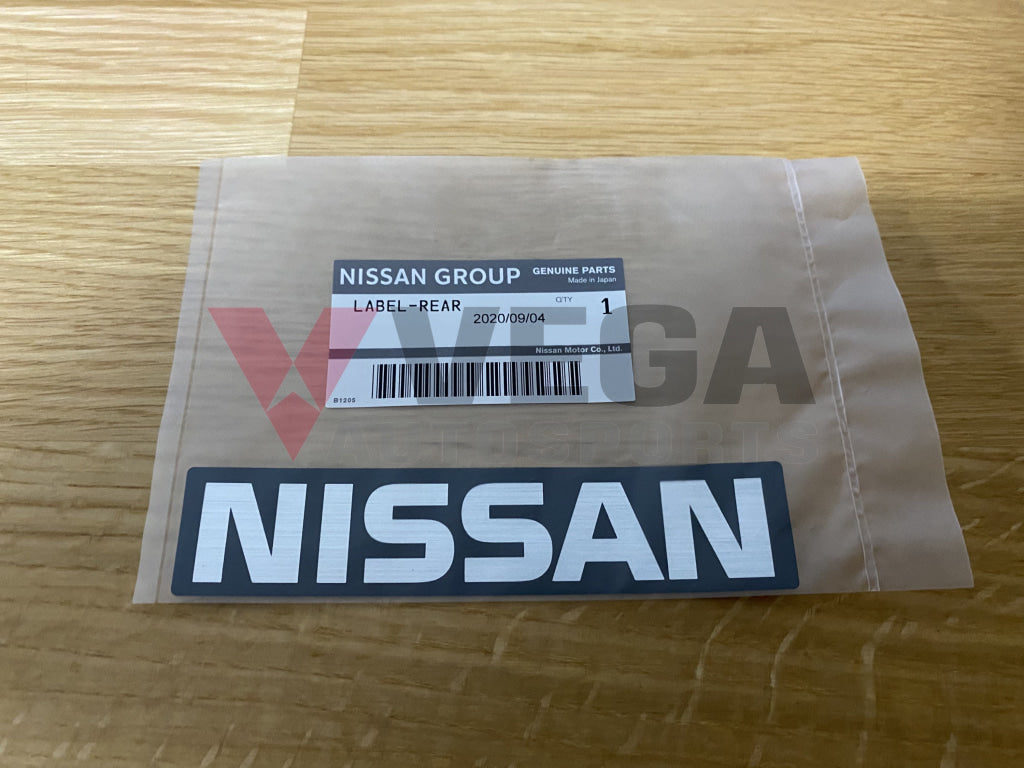 NISSAN GROUP GENUINE PARTS
Made in Japan
LABEL-REAR Q'TY 1
2020/09/04
Nissan Motor Co., Ltd.
B1205
VEGA
AUTOSPORTS
NISSAN